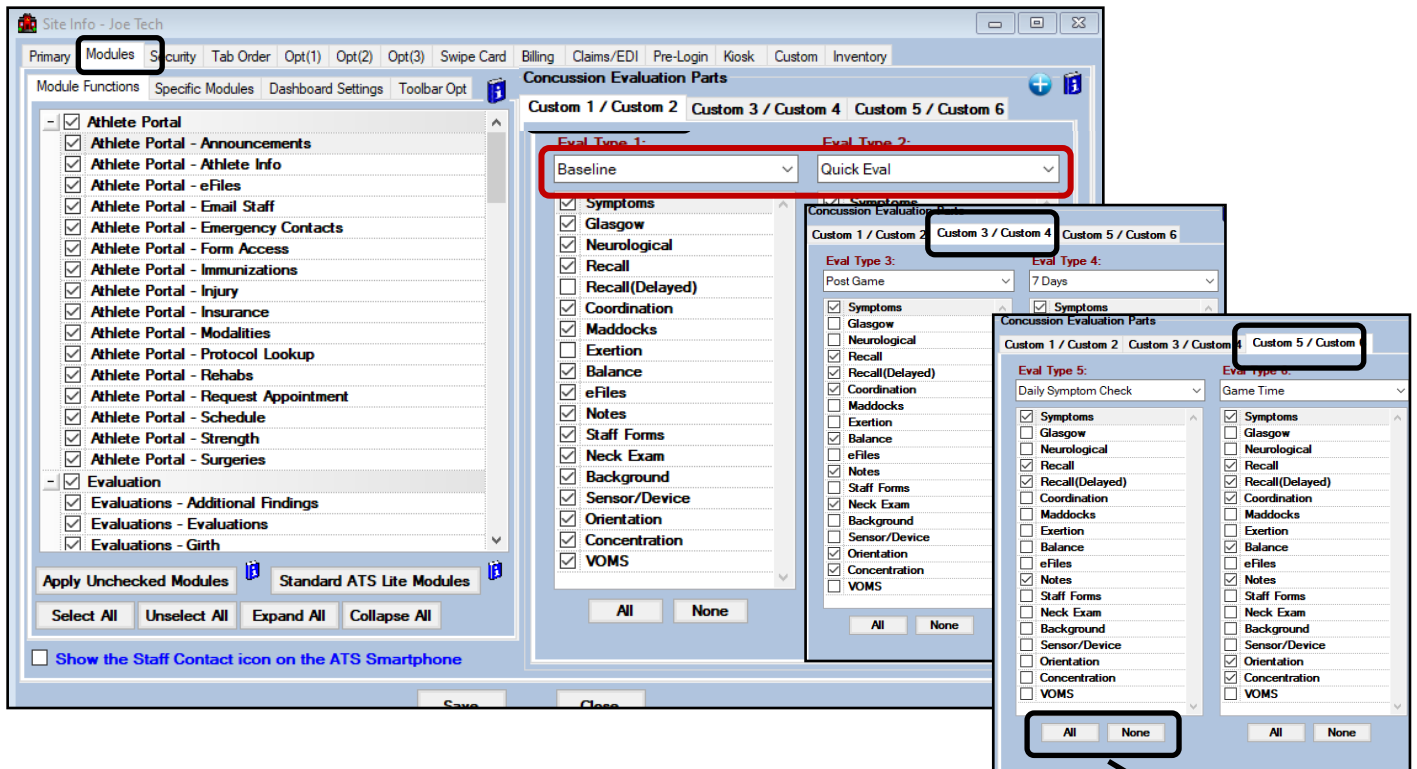 Site Info - Joe Tech
Primary Modules Security Tab Order Opt(1) Opt(2) Opt(3) Swipe Card Billing Claims/EDI Pre-Login Kiosk Custom Inventory
Module Functions Specific Modules Dashboard Settings Toolbar Opt
Athlete Portal
Athlete Portal - Announcements
Athlete Portal - Athlete Info
Athlete Portal - eFiles
Athlete Portal - Email Staff
Athlete Portal - Emergency Contacts
Athlete Portal - Form Access
Athlete Portal - Immunizations
Athlete Portal - Injury
Athlete Portal - Insurance
Athlete Portal - Modalities
Athlete Portal - Protocol Lookup
Athlete Portal - Rehabs
Athlete Portal - Request Appointment
Athlete Portal - Schedule
Athlete Portal - Strength
Athlete Portal - Surgeries
Evaluation
Evaluations - Additional Findings
Evaluations - Evaluations
Evaluations - Girth
Apply Unchecked Modules Standard ATS Lite Modules
Select All Unselect All Expand All Collapse All
Show the Staff Contact icon on the ATS Smartphone
Save Close
Concussion Evaluation Parts
Custom 1 / Custom 2 Custom 3 / Custom 4 Custom 5 / Custom 6
Eval Type 1: Eval Type 2:
Baseline Quick Eval
Symptoms Symptoms
Glasgow
Neurological
Recall
Recall(Delayed)
Coordination
Maddocks
Exertion
Balance
eFiles
Notes
Staff Forms
Neck Exam
Background
Sensor/Device
Orientation
Concentration
VOMS
All None
Concussion Evaluation Parts
Custom 1 / Custom 2 Custom 3 / Custom 4 Custom 5 / Custom 6
Eval Type 3: Eval Type 4:
Post Game 7 Days
Symptoms Symptoms
Glasgow
Neurological
Recall
Recall(Delayed)
Coordination
Maddocks
Exertion
Balance
eFiles
Notes
Staff Forms
Neck Exam
Background
Sensor/Device
Orientation
Concentration
VOMS
All None
Concussion Evaluation Parts
Custom 1 / Custom 2 Custom 3 / Custom 4 Custom 5 / Custom 6
Eval Type 5: Eval Type 6:
Daily Symptom Check Game Time
Symptoms Symptoms
Glasgow Glasgow
Neurological Neurological
Recall Recall
Recall(Delayed) Recall(Delayed)
Coordination Coordination
Maddocks Maddocks
Exertion Exertion
Balance Balance
eFiles eFiles
Notes Notes
Staff Forms Staff Forms
Neck Exam Neck Exam
Background Background
Sensor/Device Sensor/Device
Orientation Orientation
Concentration Concentration
VOMS VOMS
All None All None